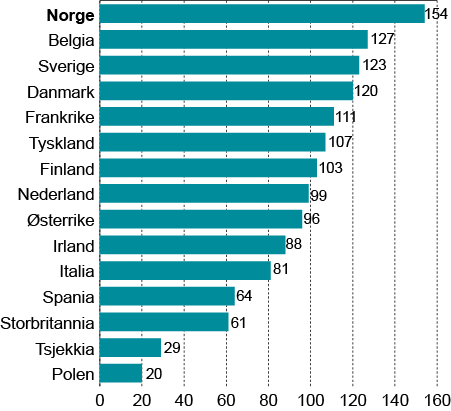 Norge 154
Belgia 127
Sverige 123
Danmark 120
Frankrike 111
Tyskland 107
Finland 103
Nederland 99
Østerrike 96
Irland 88
Italia 81
Spania 64
Storbritannia 61
Tsjekkia 29
Polen 20
0 20 40 60 80 100 120 140 160